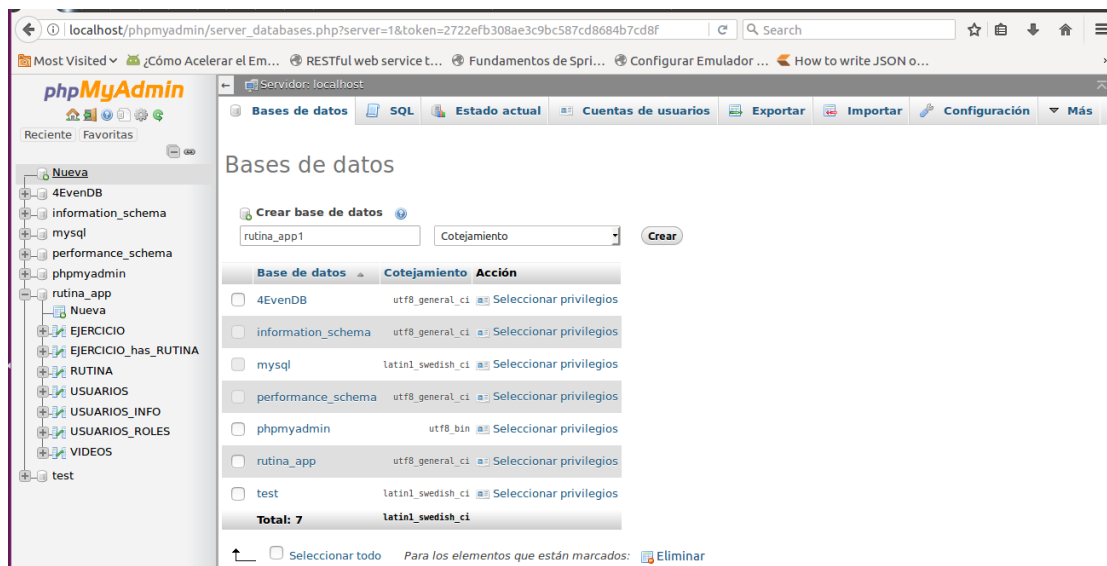 localhost/phpmyadmin/server_databases.php?server=1&token=2722efb308ae3c9bc587cd8684b7cd8f
Search
Most Visited
¿Cómo Acelerar el Em...
RESTful web service t...
Fundamentos de Spri...
Configurar Emulador ...
How to write JSON o...
phpMyAdmin
Reciente Favoritas
Nueva
4EvenDB
information_schema
mysql
performance_schema
phpmyadmin
rutina_app
Nueva
EJERCICIO
EJERCICIO_has_RUTINA
RUTINA
USUARIOS
USUARIOS_INFO
USUARIOS_ROLES
VIDEOS
test
Servidor: localhost
Bases de datos SQL Estado actual Cuentas de usuarios Exportar Importar Configuración Más
Bases de datos
Crear base de datos
rutina_app1 Cotejamiento Crear
Base de datos Cotejamiento Acción
4EvenDB utf8_general_ci Seleccionar privilegios
information_schema utf8_general_ci Seleccionar privilegios
mysql latin1_swedish_ci Seleccionar privilegios
performance_schema utf8_general_ci Seleccionar privilegios
phpmyadmin utf8_bin Seleccionar privilegios
rutina_app utf8_general_ci Seleccionar privilegios
test latin1_swedish_ci Seleccionar privilegios
Total: 7 latin1_swedish_ci
Seleccionar todo Para los elementos que están marcados: Eliminar